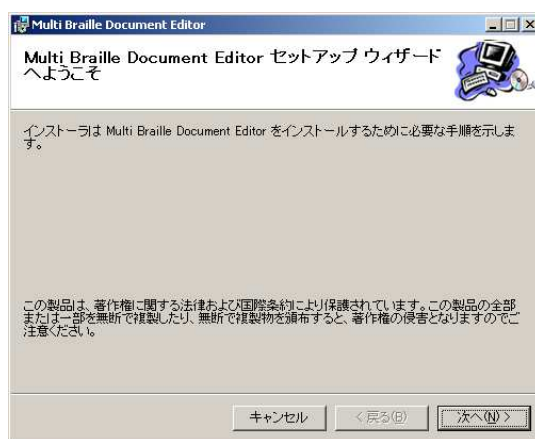 Multi Braille Document Editor
Multi Braille Document Editor セットアップ ウィザード
へようこそ
インストーラは Multi Braille Document Editor をインストールするために必要な手順を示しま
す。
この製品は、著作権に関する法律および国際条約により保護されています。この製品の全部
または一部を無断で複製したり、無断で複製物を頒布すると、著作権の侵害となりますのでご
注意ください。
キャンセル < 戻る(B) 次へ(N) >